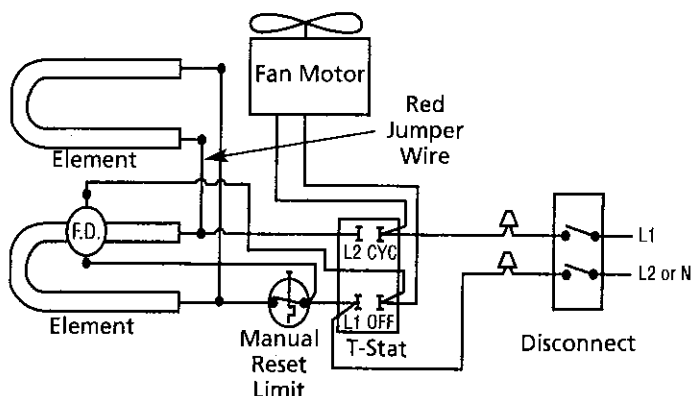 Fan Motor
Red
Jumper
Wire
Element
F.D.
L2 CYC
L1
L2 or N
L1 OFF
Element
Manual
Reset
Limit
T-Stat
Disconnect